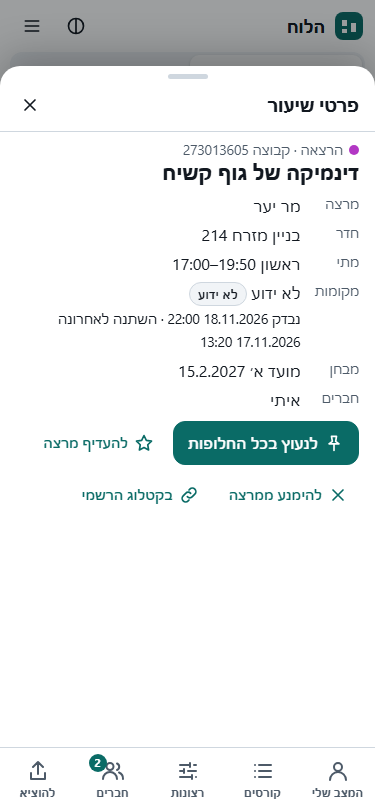 הלוח
פרטי שיעור
הרצאה · קבוצה 273013605
דינמיקה של גוף קשיח
מרצה מר יער
חדר בניין מזרח 214
מתי ראשון 17:00–19:50
מקומות לא ידוע לא ידוע
נבדק 18.11.2026 22:00 · השתנה לאחרונה
17.11.2026 13:20
מבחן מועד א׳ 15.2.2027
חברים איתי
לנעוץ בכל החלופות להעדיף מרצה
להימנע ממרצה בקטלוג הרשמי
2
המצב שלי קורסים רצונות חברים להוציא